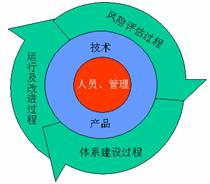 风险评估过程
技术
人员、管理
产品
体系建设过程
运行及改进过程